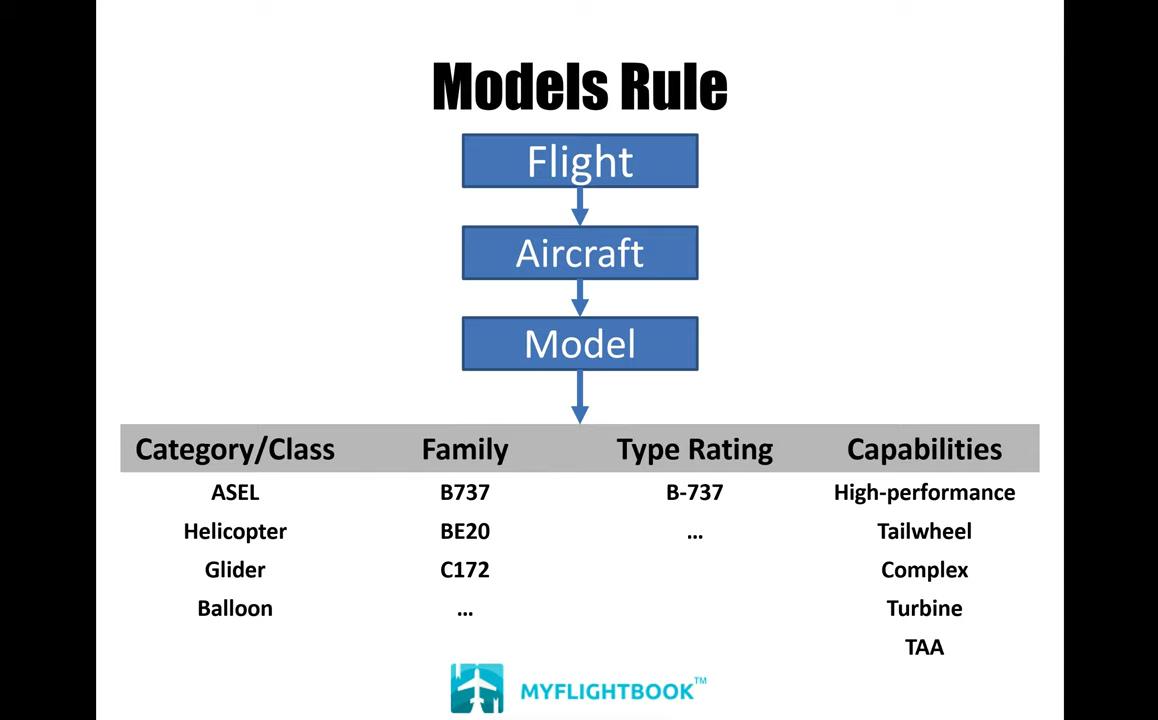 Models Rule
Flight
Aircraft
Model
Category/Class Family Type Rating Capabilities
ASEL B737 B-737 High-performance
Helicopter BE20 ... Tailwheel
Glider C172 Complex
Balloon ... Turbine
TAA
MYFLIGHTBOOK™